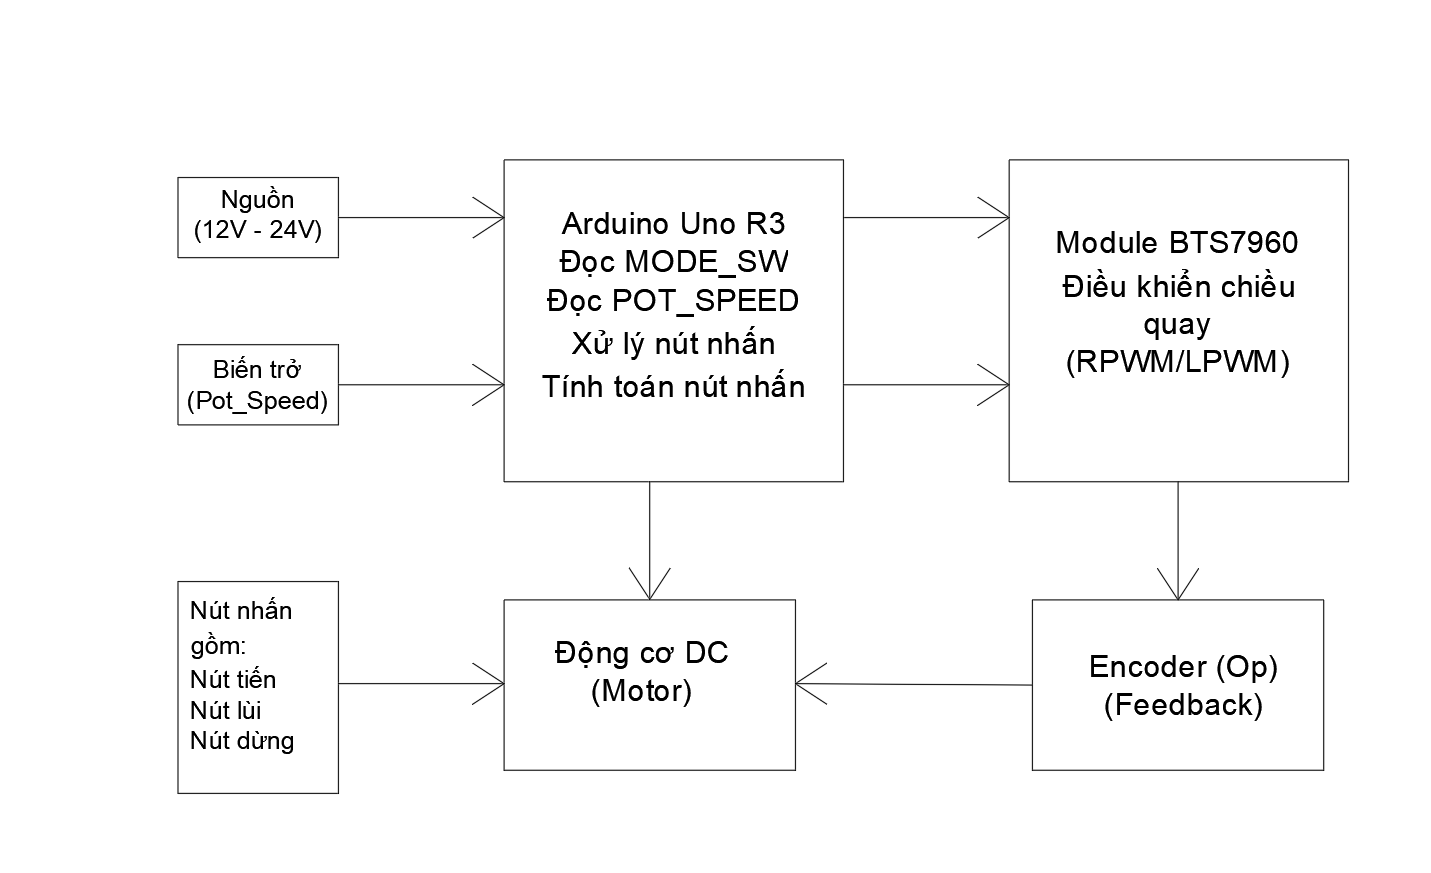 Nguồn
(12V - 24V)
Biến trở
(Pot_Speed)
Nút nhấn
gồm:
Nút tiến
Nút lùi
Nút dừng
Arduino Uno R3
Đọc MODE_SW
Đọc POT_SPEED
Xử lý nút nhấn
Tính toán nút nhấn
Module BTS7960
Điều khiển chiều
quay
(RPWM/LPWM)
Động cơ DC
(Motor)
Encoder (Op)
(Feedback)